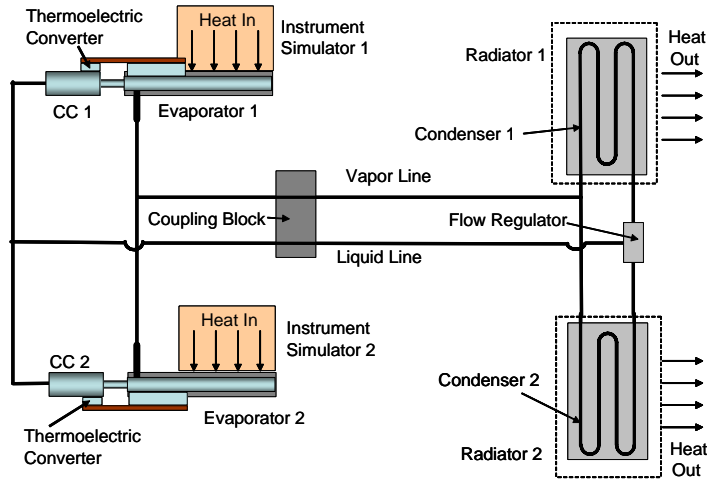 Thermoelectric
Converter
Heat In
Instrument
Simulator 1
CC 1
Evaporator 1
Radiator 1
Heat
Out
Condenser 1
Vapor Line
Coupling Block
Flow Regulator
Liquid Line
Heat In
Instrument
Simulator 2
CC 2
Evaporator 2
Thermoelectric
Converter
Condenser 2
Radiator 2
Heat
Out